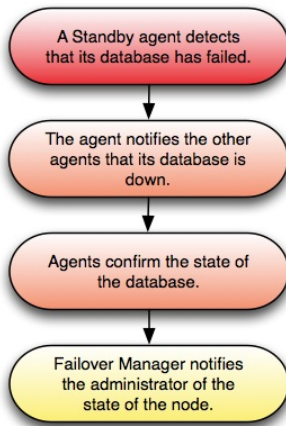 A Standby agent detects
that its database has failed.
The agent notifies the other
agents that its database is
down.
Agents confirm the state of
the database.
Failover Manager notifies
the administrator of the
state of the node.